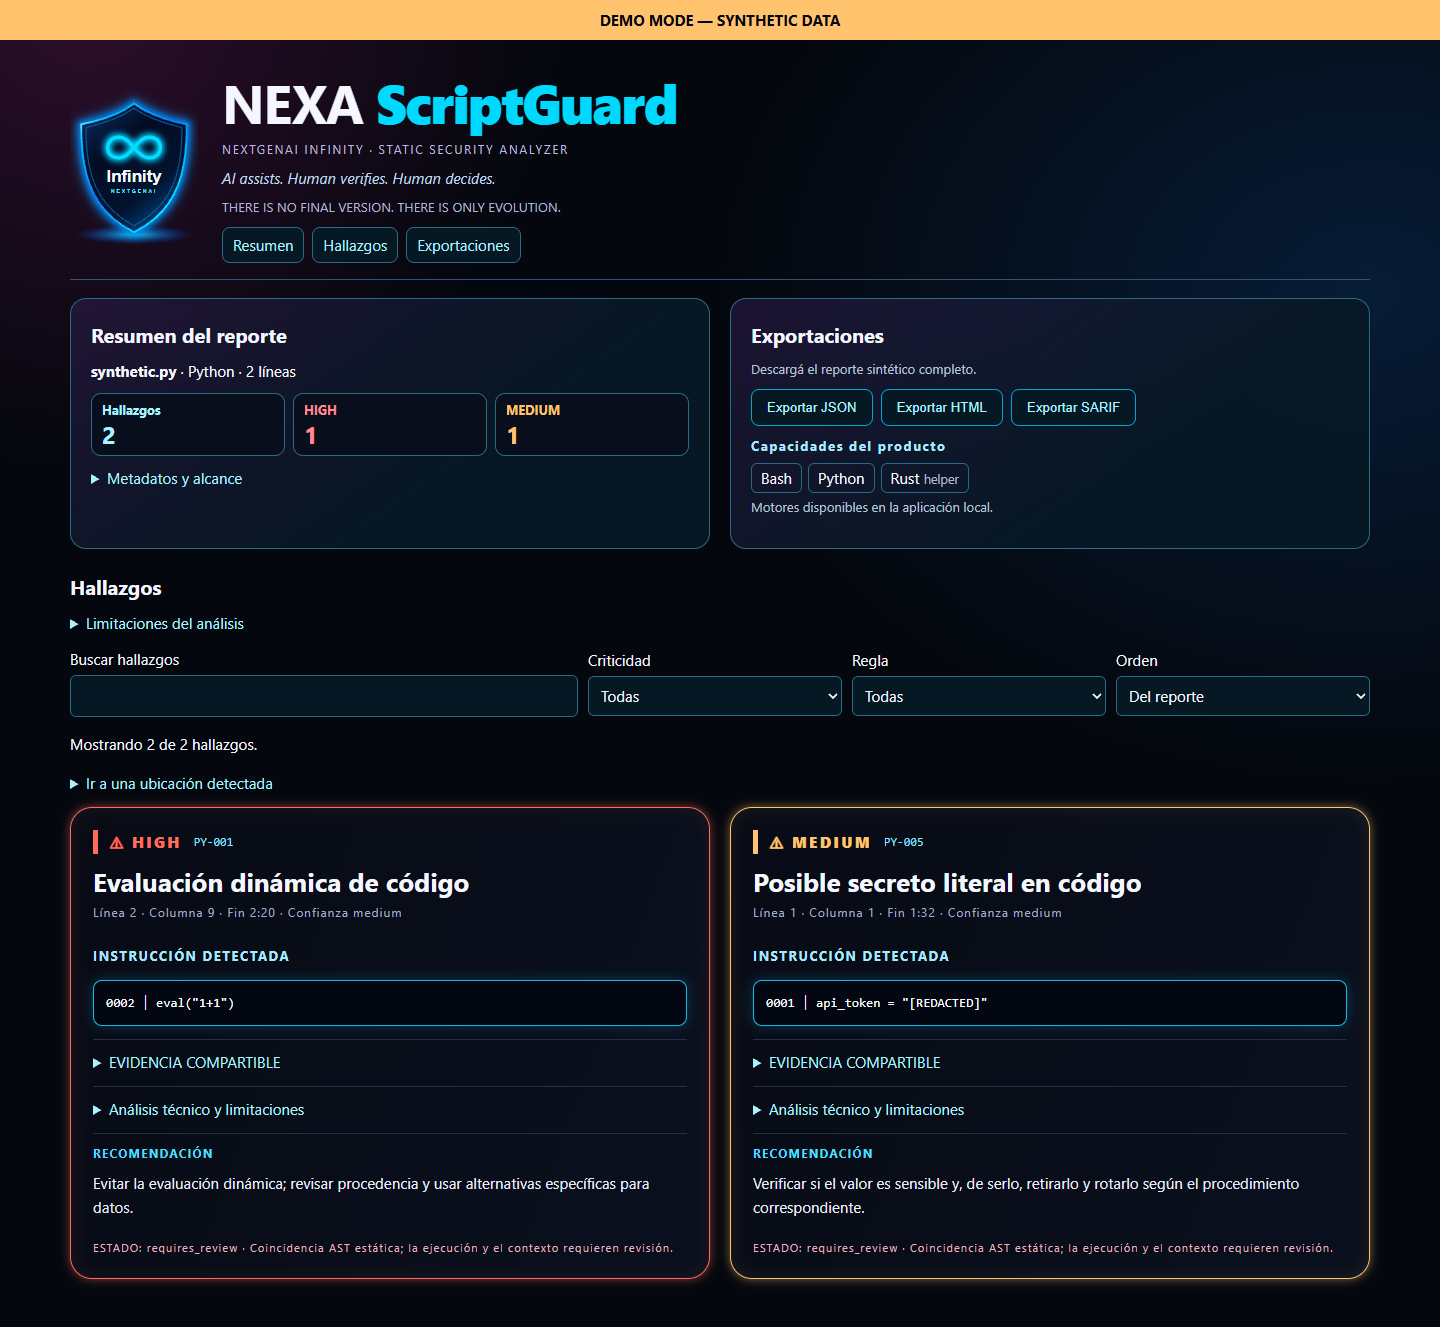 DEMO MODE — SYNTHETIC DATA
Infinity
NEXTGENAI
NEXA ScriptGuard
NEXTGENAI INFINITY · STATIC SECURITY ANALYZER
AI assists. Human verifies. Human decides.
THERE IS NO FINAL VERSION. THERE IS ONLY EVOLUTION.
Resumen Hallazgos Exportaciones
Resumen del reporte
synthetic.py · Python · 2 líneas
Hallazgos HIGH MEDIUM
2 1 1
Metadatos y alcance
Exportaciones
Descargá el reporte sintético completo.
Exportar JSON Exportar HTML Exportar SARIF
Capacidades del producto
Bash Python Rust helper
Motores disponibles en la aplicación local.
Hallazgos
Limitaciones del análisis
Buscar hallazgos Criticidad Regla Orden
Todas Todas Del reporte
Mostrando 2 de 2 hallazgos.
Ir a una ubicación detectada
HIGH PY-001
Evaluación dinámica de código
Línea 2 · Columna 9 · Fin 2:20 · Confianza medium
INSTRUCCIÓN DETECTADA
0002 │ eval("1+1")
EVIDENCIA COMPARTIBLE
Análisis técnico y limitaciones
RECOMENDACIÓN
Evitar la evaluación dinámica; revisar procedencia y usar alternativas específicas para
datos.
ESTADO: requires_review · Coincidencia AST estática; la ejecución y el contexto requieren revisión.
MEDIUM PY-005
Posible secreto literal en código
Línea 1 · Columna 1 · Fin 1:32 · Confianza medium
INSTRUCCIÓN DETECTADA
0001 │ api_token = "[REDACTED]"
EVIDENCIA COMPARTIBLE
Análisis técnico y limitaciones
RECOMENDACIÓN
Verificar si el valor es sensible y, de serlo, retirarlo y rotarlo según el procedimiento
correspondiente.
ESTADO: requires_review · Coincidencia AST estática; la ejecución y el contexto requieren revisión.